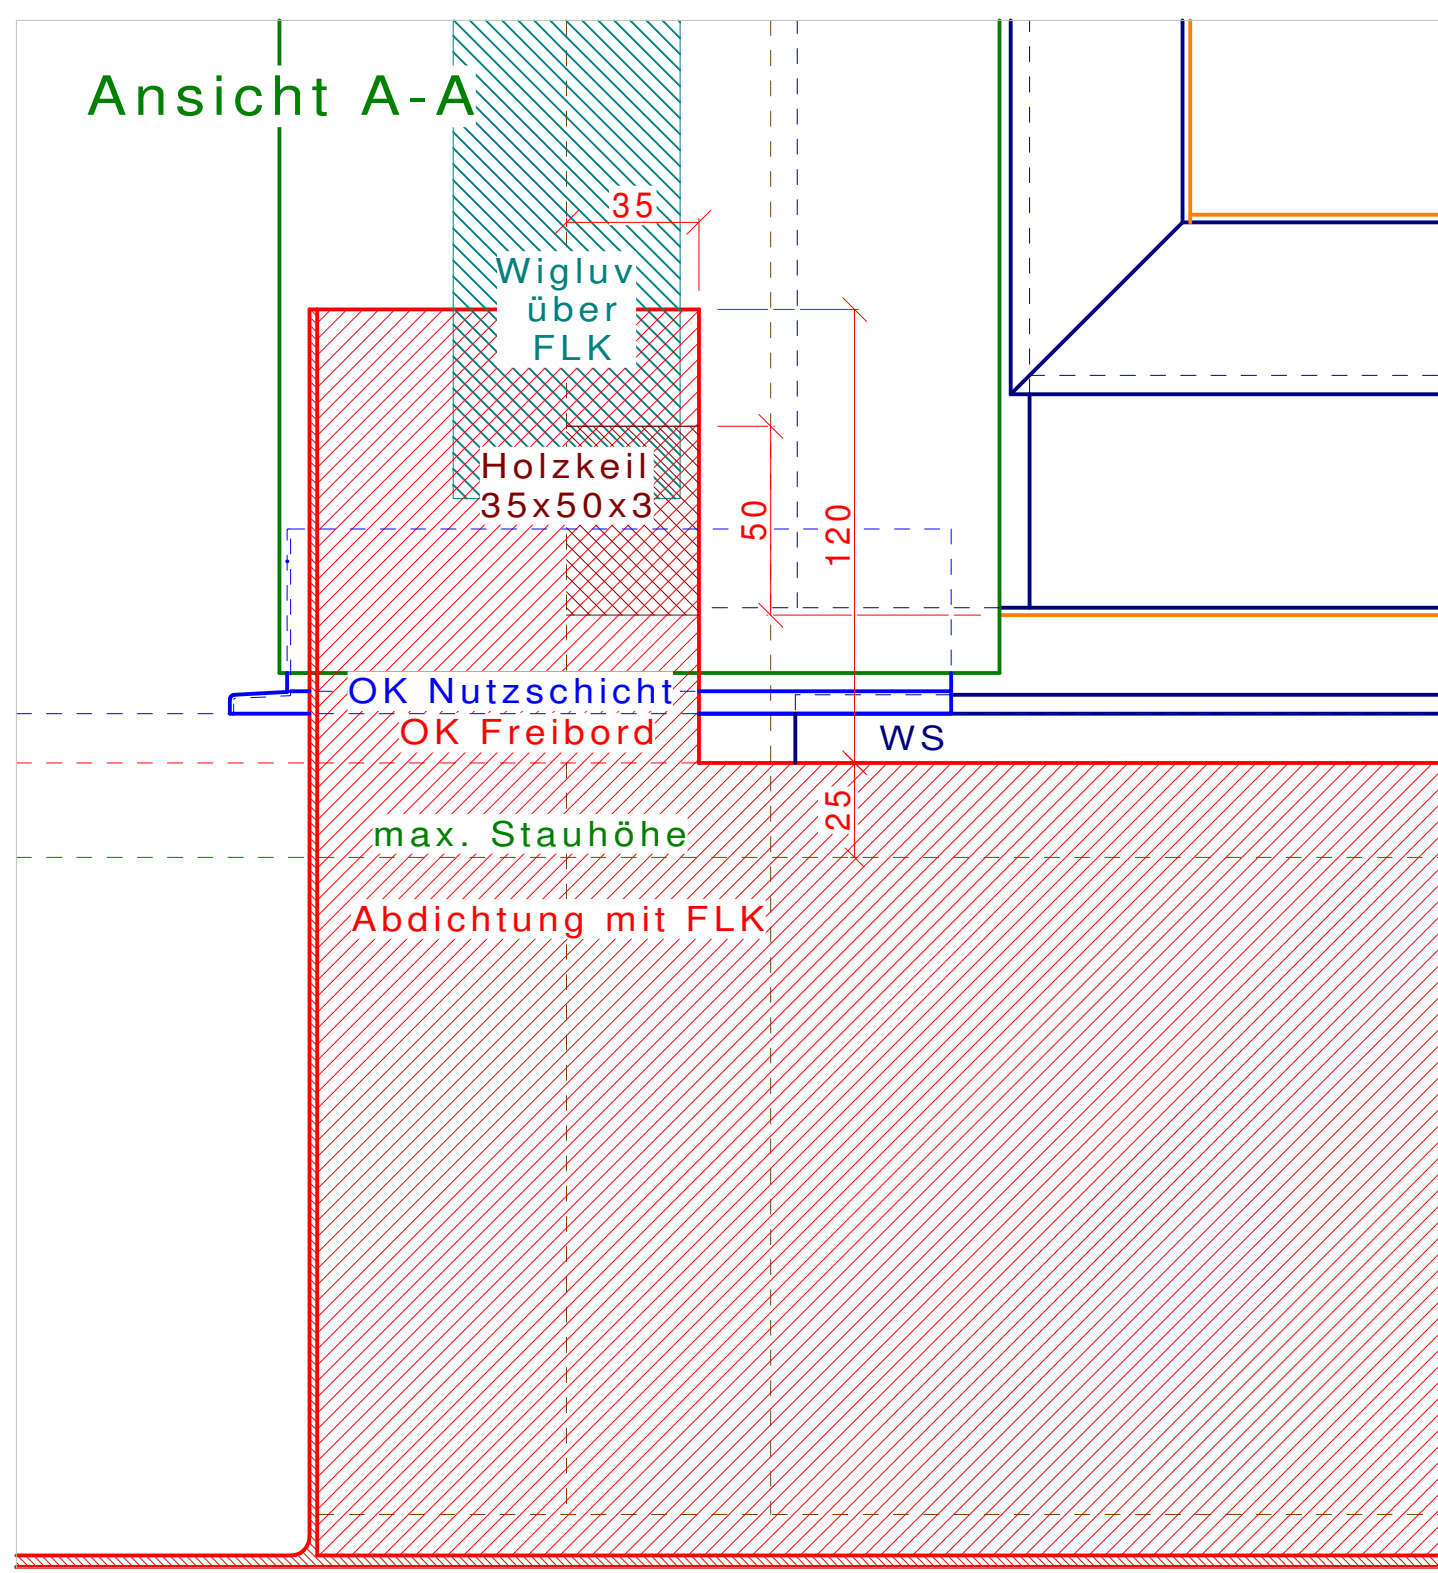 Ansicht A-A
35
Wigluv
über
FLK
Holzkeil
35x50x3
50
120
OK Nutzschicht
OK Freibord
WS
25
max. Stauhöhe
Abdichtung mit FLK